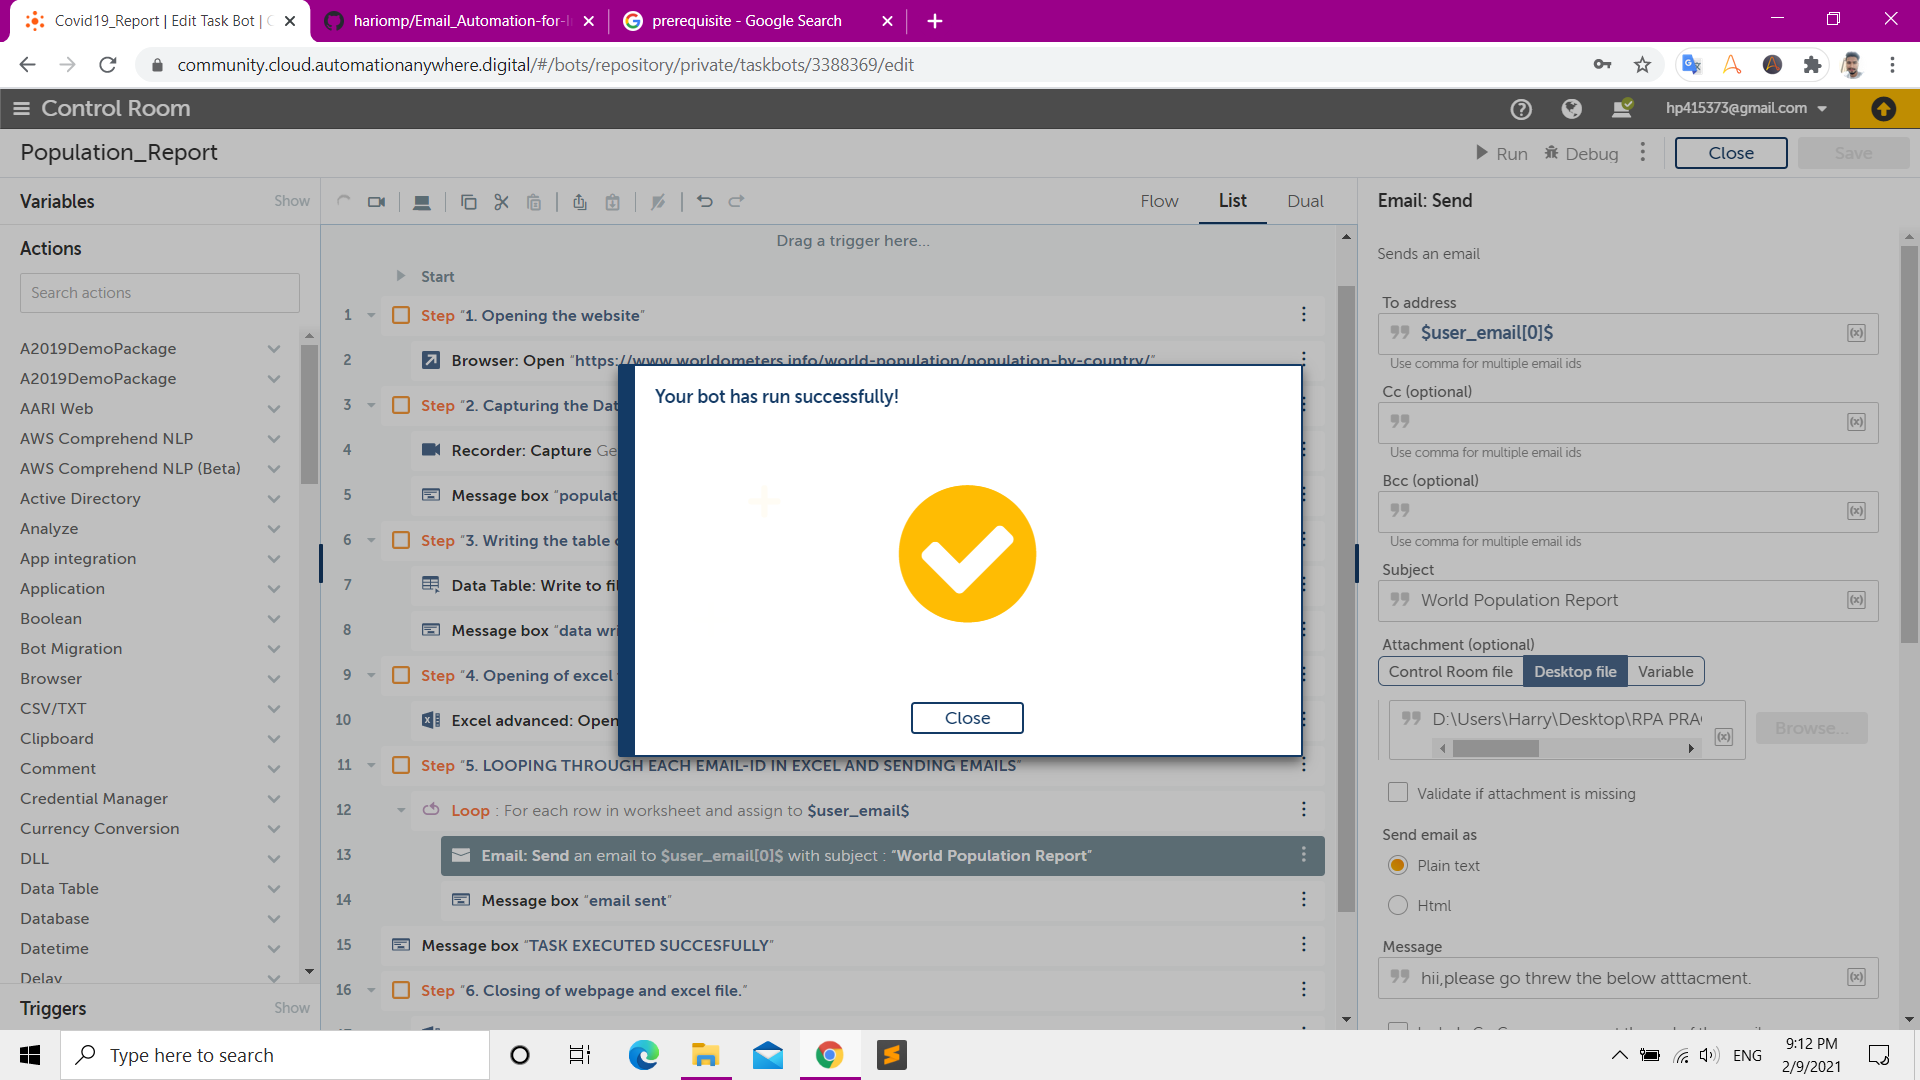 Covid19_Report | Edit Task Bot |
hariomp/Email_Automation-for-
prerequisite - Google Search
community.cloud.automationanywhere.digital/#/bots/repository/private/taskbots/3388369/edit
Control Room
hp415373@gmail.com
Population_Report
Run
Debug
Close
Save
Variables
Show
Flow
List
Dual
Email: Send
Actions
Search actions
A2019DemoPackage
A2019DemoPackage
AARI Web
AWS Comprehend NLP
AWS Comprehend NLP (Beta)
Active Directory
Analyze
App integration
Application
Boolean
Bot Migration
Browser
CSV/TXT
Clipboard
Comment
Credential Manager
Currency Conversion
DLL
Data Table
Database
Datetime
Delay
Triggers
Show
Drag a trigger here...
Start
1 Step "1. Opening the website"
2 Browser: Open "https://www.worldometers.info/world-population/population-by-country/"
3 Step "2. Capturing the Dat
4 Recorder: Capture Ge
5 Message box "populat
6 Step "3. Writing the table
7 Data Table: Write to fil
8 Message box "data wri
9 Step "4. Opening of excel
10 Excel advanced: Open
11 Step "5. LOOPING THROUGH EACH EMAIL-ID IN EXCEL AND SENDING EMAILS"
12 Loop : For each row in worksheet and assign to $user_email$
13 Email: Send an email to $user_email[0]$ with subject : "World Population Report"
14 Message box "email sent"
15 Message box "TASK EXECUTED SUCCESFULLY"
16 Step "6. Closing of webpage and excel file."
Your bot has run successfully!
Close
Sends an email
To address
$user_email[0]$
(x)
Use comma for multiple email ids
Cc (optional)
(x)
Use comma for multiple email ids
Bcc (optional)
(x)
Use comma for multiple email ids
Subject
World Population Report
(x)
Attachment (optional)
Control Room file
Desktop file
Variable
D:\Users\Harry\Desktop\RPA PRA
(x)
Browse...
Validate if attachment is missing
Send email as
Plain text
Html
Message
hii,please go threw the below atttacment.
(x)
Type here to search
ENG
9:12 PM
2/9/2021